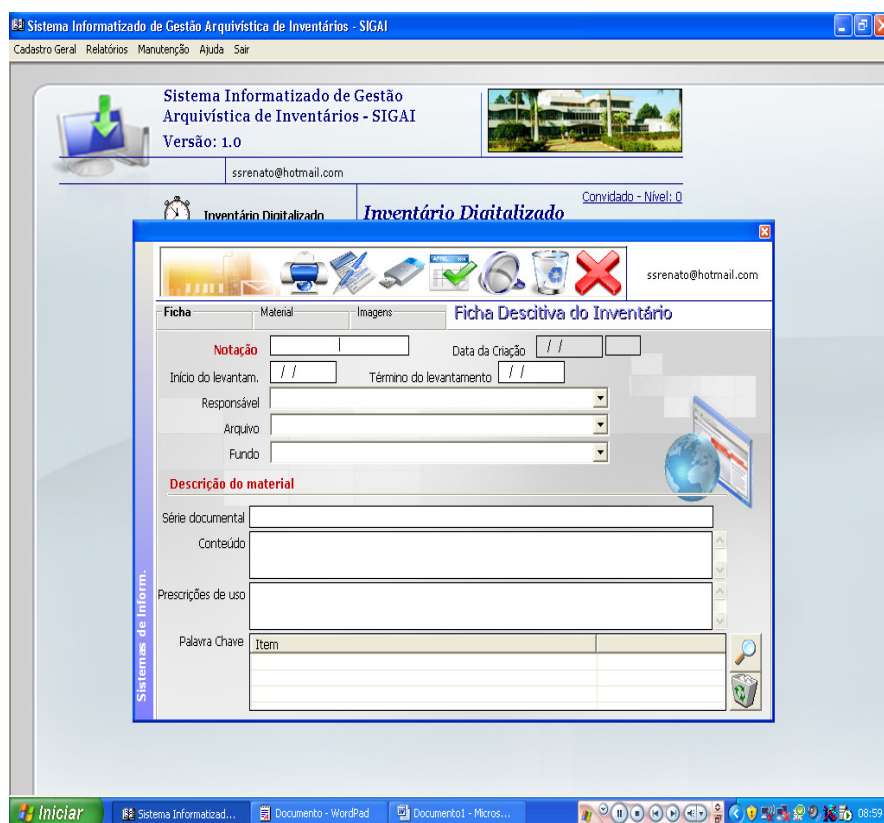 Sistema Informatizado de Gestão Arquivística de Inventários - SIGAI
Cadastro Geral Relatórios Manutenção Ajuda Sair
Sistema Informatizado de Gestão
Arquivística de Inventários - SIGAI
Versão: 1.0
ssrenato@hotmail.com
Convidado - Nível: 0
Inventário Digitalizado Inventário Digitalizado
ssrenato@hotmail.com
Ficha Material Imagens Ficha Descitiva do Inventário
Notação Data da Criação / /
Início do levantam. / / Término do levantamento / /
Responsável
Arquivo
Fundo
Descrição do material
Série documental
Conteúdo
Prescrições de uso
Palavra Chave Item
Sistemas de Inform.
Iniciar Sistema Informatizad... Documento - WordPad Documento1 - Micros... 08:59